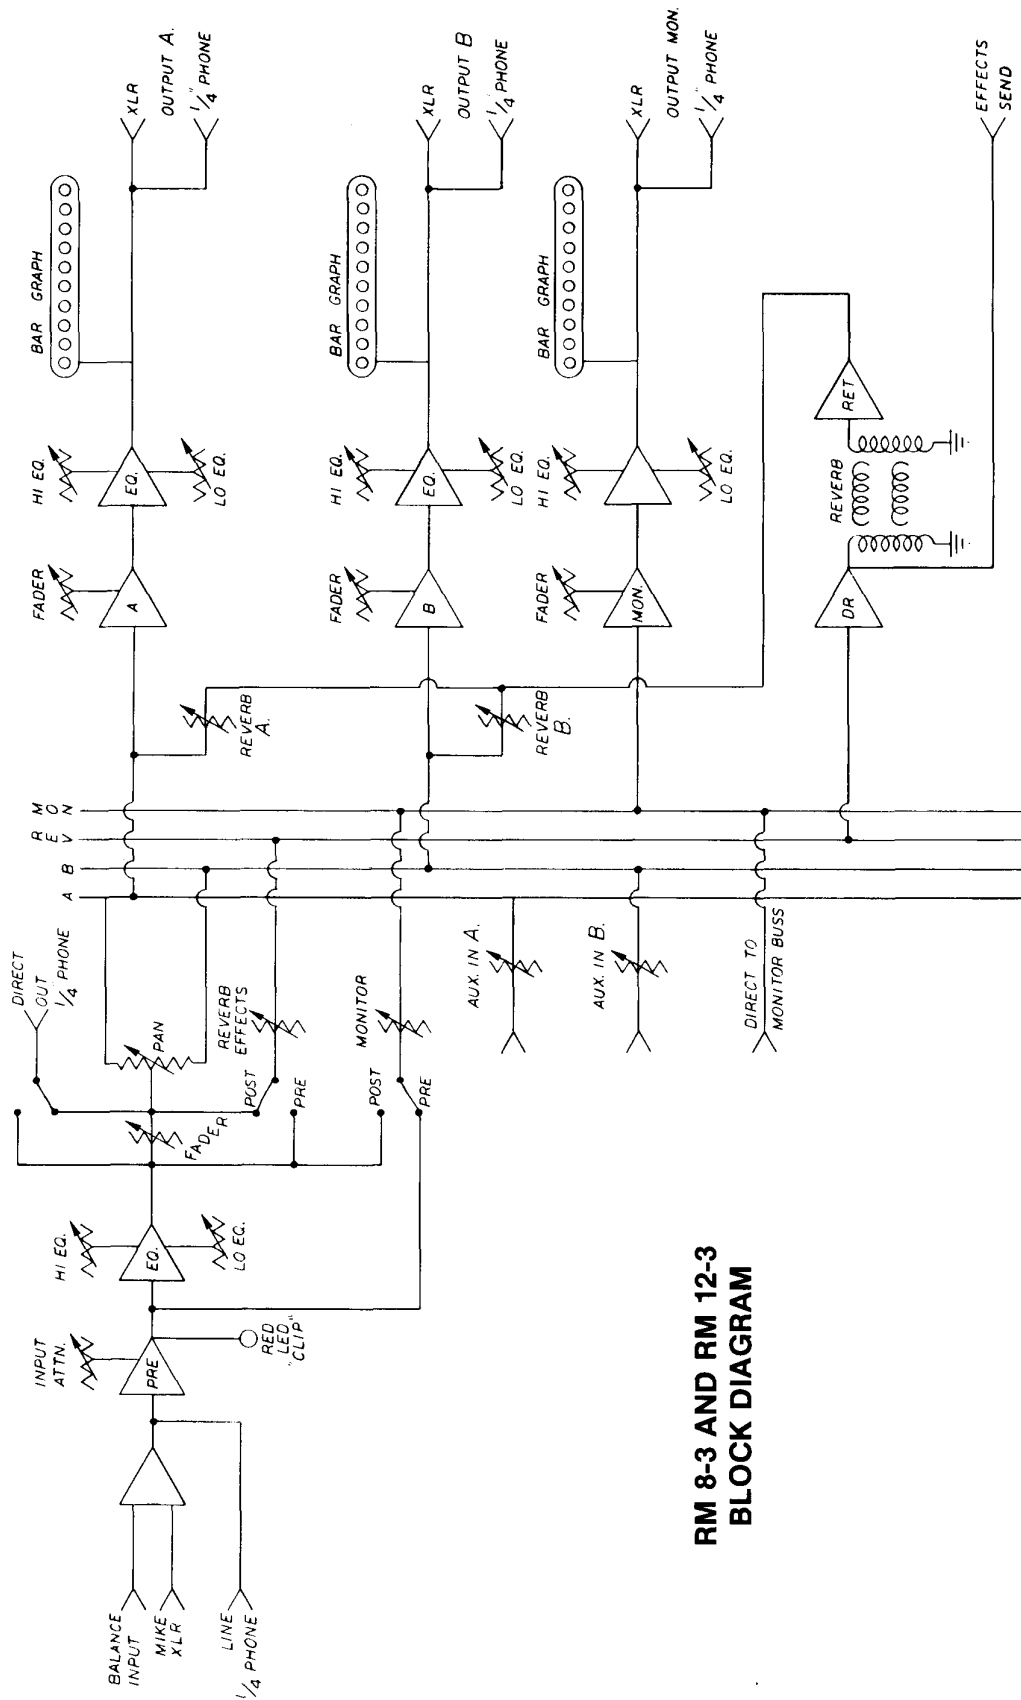 BALANCE
INPUT
MIKE
XLR
LINE
1/4 PHONE
INPUT
ATTN.
PRE
RED
LED
"CLIP"
HI EQ.
EQ.
LO EQ.
FADER
DIRECT
OUT
1/4" PHONE
PAN
POST
PRE
REVERB
EFFECTS
POST
PRE
MONITOR
AUX. IN A.
AUX. IN B.
DIRECT TO
MONITOR BUSS
A
B
REV
MON
REVERB
A.
REVERB
B.
FADER
A
HI EQ.
EQ.
LO EQ.
BAR GRAPH
XLR
OUTPUT A.
1/4" PHONE
FADER
B
HI EQ.
EQ.
LO EQ.
BAR GRAPH
XLR
OUTPUT B
1/4" PHONE
FADER
MON.
HI EQ.
LO EQ.
BAR GRAPH
XLR
OUTPUT MON.
1/4" PHONE
DR
REVERB
RET
EFFECTS
SEND
RM 8-3 AND RM 12-3
BLOCK DIAGRAM